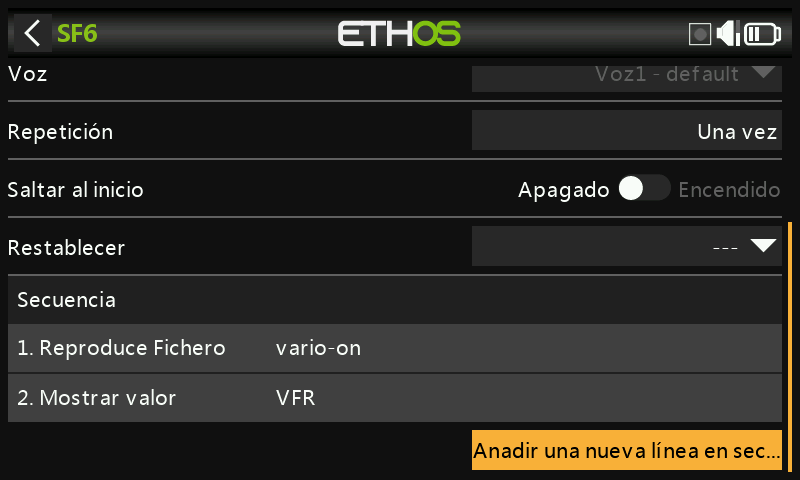 SF6
ETHOS
Voz
Voz1 - default
Repetición
Una vez
Saltar al inicio
Apagado
Encendido
Restablecer
---
Secuencia
1. Reproduce Fichero vario-on
2. Mostrar valor VFR
Anadir una nueva línea en sec...